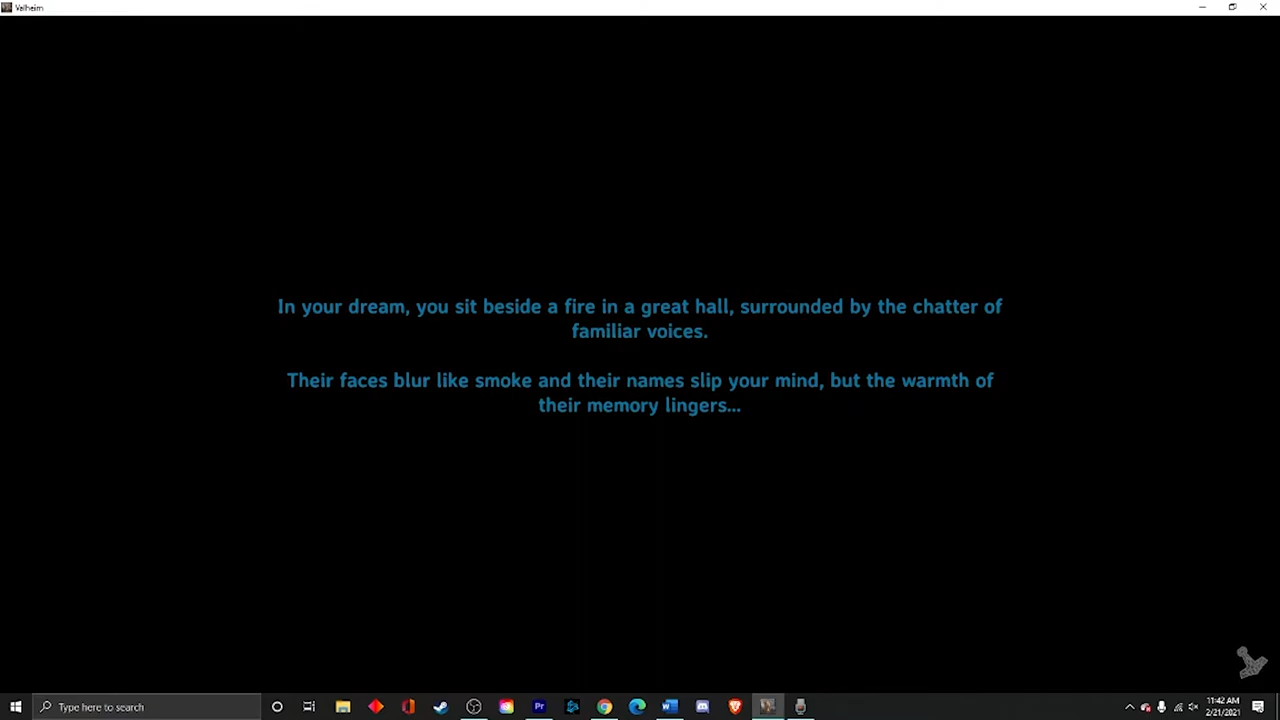 Valheim
In your dream, you sit beside a fire in a great hall, surrounded by the chatter of
familiar voices.
Their faces blur like smoke and their names slip your mind, but the warmth of
their memory lingers...
Pr
Type here to search
11:42 AM
2/21/2021